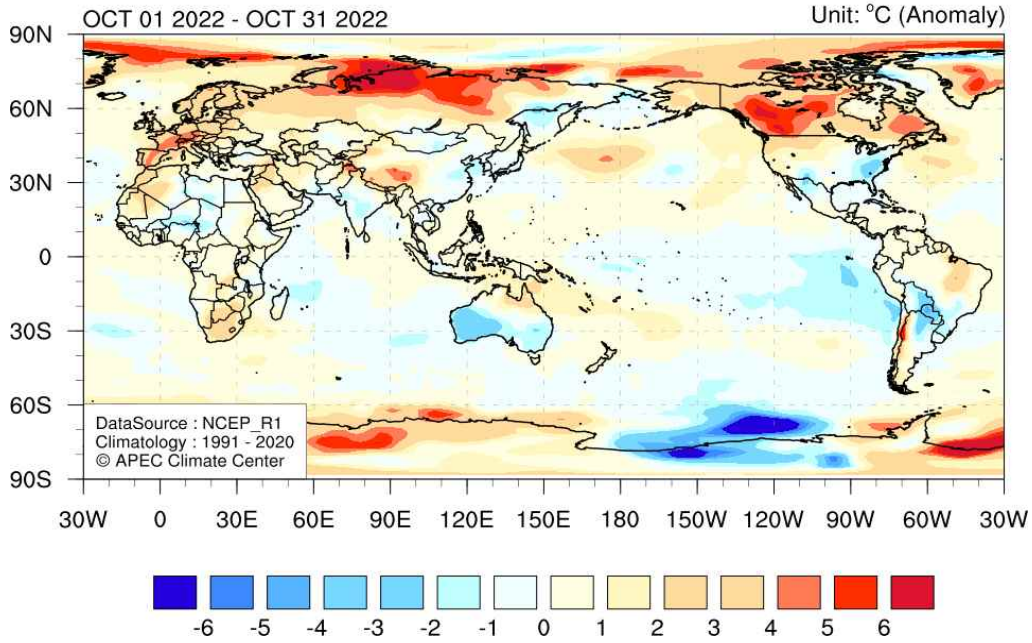 OCT 01 2022 - OCT 31 2022
Unit: °C (Anomaly)
90N
60N
30N
0
30S
60S
90S
DataSource : NCEP_R1
Climatology : 1991 - 2020
© APEC Climate Center
30W 0 30E 60E 90E 120E 150E 180 150W 120W 90W 60W 30W
-6 -5 -4 -3 -2 -1 0 1 2 3 4 5 6